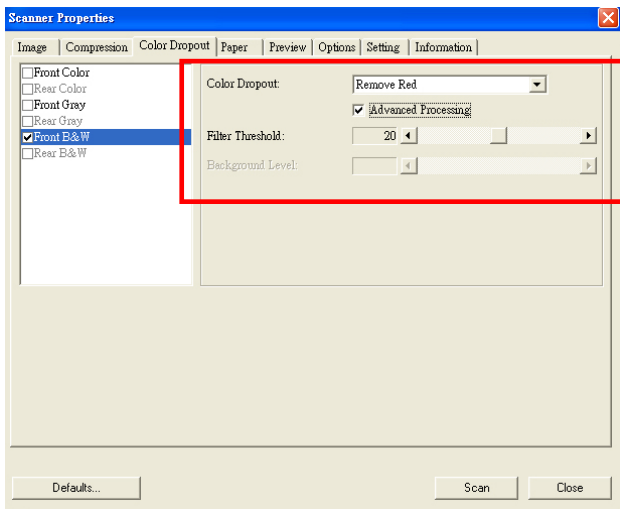 Scanner Properties
Image Compression Color Dropout Paper Preview Options Setting Information
Front Color
Rear Color
Front Gray
Rear Gray
Front B&W
Rear B&W
Color Dropout: Remove Red
Advanced Processing
Filter Threshold: 20
Background Level:
Defaults... Scan Close